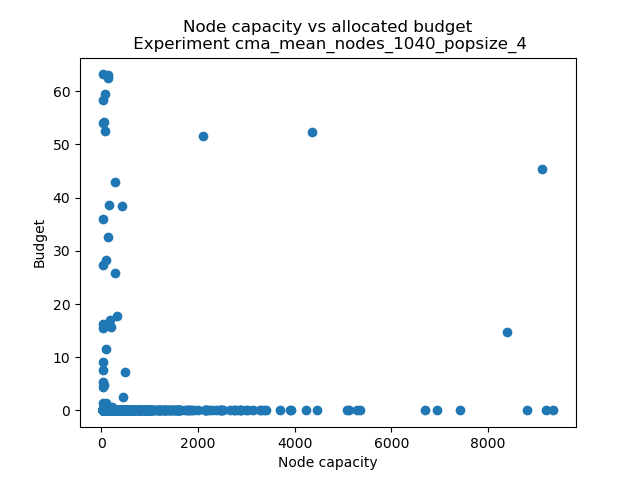 Node capacity vs allocated budget
Experiment cma_mean_nodes_1040_popsize_4
60
50
40
30
20
10
0
Budget
0 2000 4000 6000 8000
Node capacity